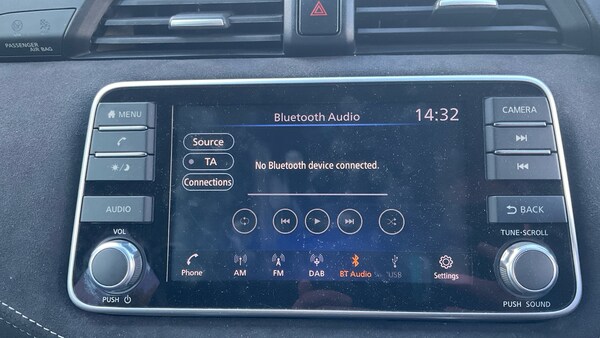 PASSENGER
AIR BAG
MENU
AUDIO
VOL
PUSH
Bluetooth Audio
14:32
Source
TA
Connections
No Bluetooth device connected.
Phone
AM
FM
DAB
BT Audio
USB
Settings
CAMERA
BACK
TUNE-SCROLL
PUSH SOUND